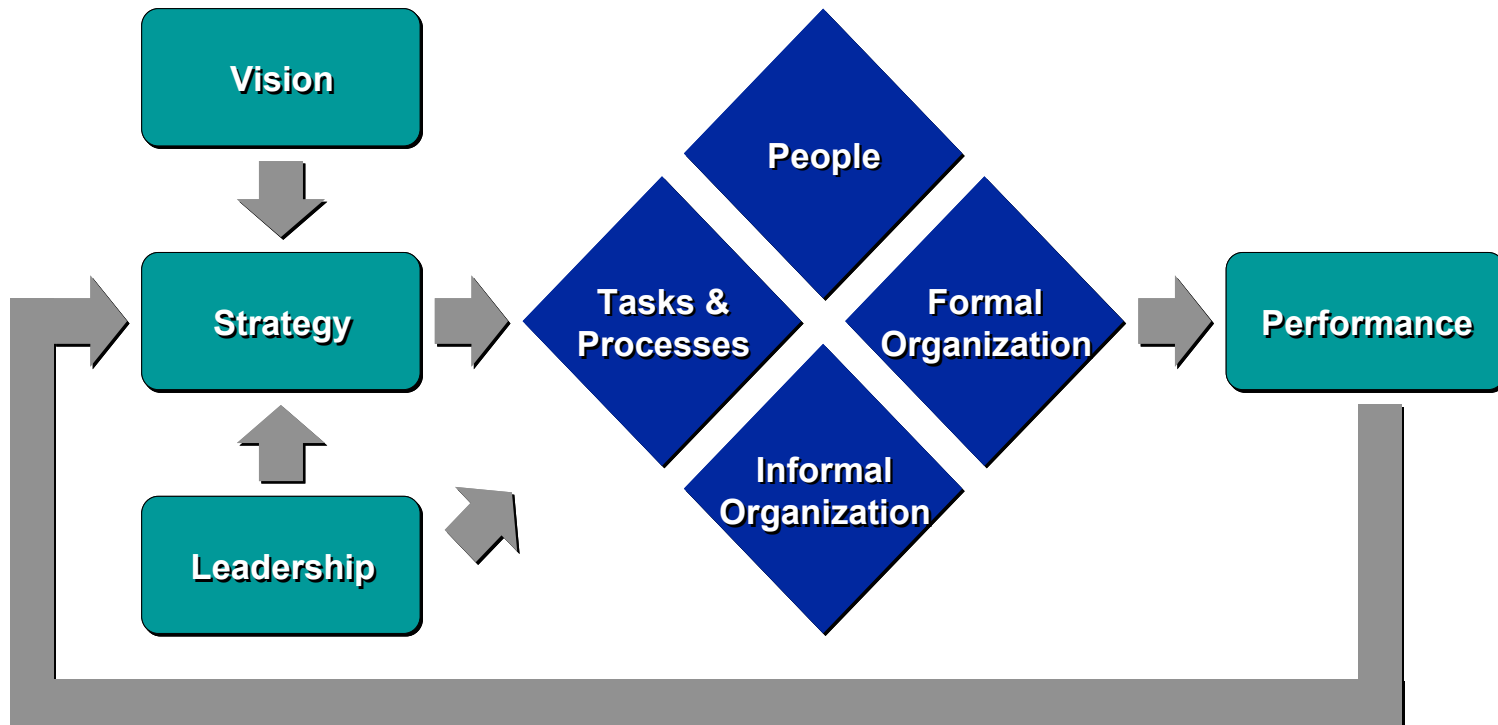 Vision
People
Strategy
Tasks &
Processes
Formal
Organization
Performance
Informal
Organization
Leadership